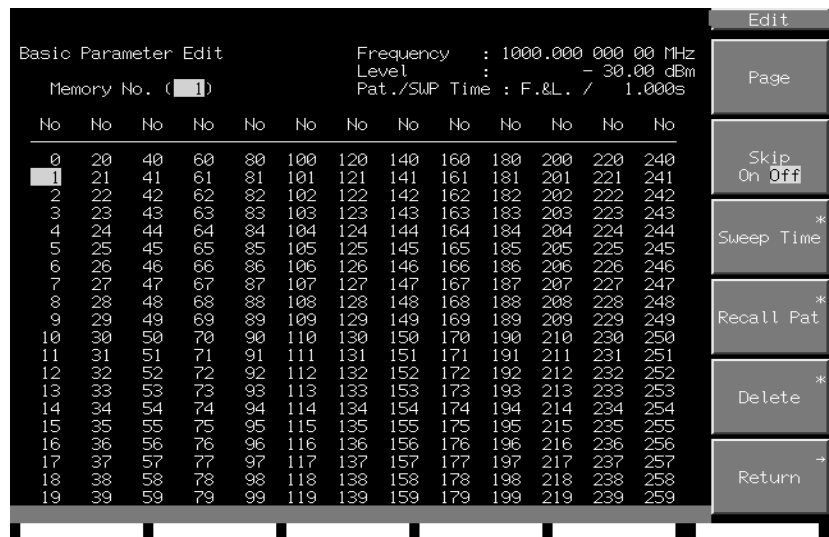 Edit
Basic Parameter Edit
Frequency : 1000.000 000 00 MHz
Level : - 30.00 dBm
Memory No. ( 1)
Pat./SWP Time : F.&L. / 1.000s
No No No No No No No No No No No No No
0 20 40 60 80 100 120 140 160 180 200 220 240
1 21 41 61 81 101 121 141 161 181 201 221 241
2 22 42 62 82 102 122 142 162 182 202 222 242
3 23 43 63 83 103 123 143 163 183 203 223 243
4 24 44 64 84 104 124 144 164 184 204 224 244
5 25 45 65 85 105 125 145 165 185 205 225 245
6 26 46 66 86 106 126 146 166 186 206 226 246
7 27 47 67 87 107 127 147 167 187 207 227 247
8 28 48 68 88 108 128 148 168 188 208 228 248
9 29 49 69 89 109 129 149 169 189 209 229 249
10 30 50 70 90 110 130 150 170 190 210 230 250
11 31 51 71 91 111 131 151 171 191 211 231 251
12 32 52 72 92 112 132 152 172 192 212 232 252
13 33 53 73 93 113 133 153 173 193 213 233 253
14 34 54 74 94 114 134 154 174 194 214 234 254
15 35 55 75 95 115 135 155 175 195 215 235 255
16 36 56 76 96 116 136 156 176 196 216 236 256
17 37 57 77 97 117 137 157 177 197 217 237 257
18 38 58 78 98 118 138 158 178 198 218 238 258
19 39 59 79 99 119 139 159 179 199 219 239 259
Page
Skip
On Off
*
Sweep Time
*
Recall Pat
*
Delete
→
Return